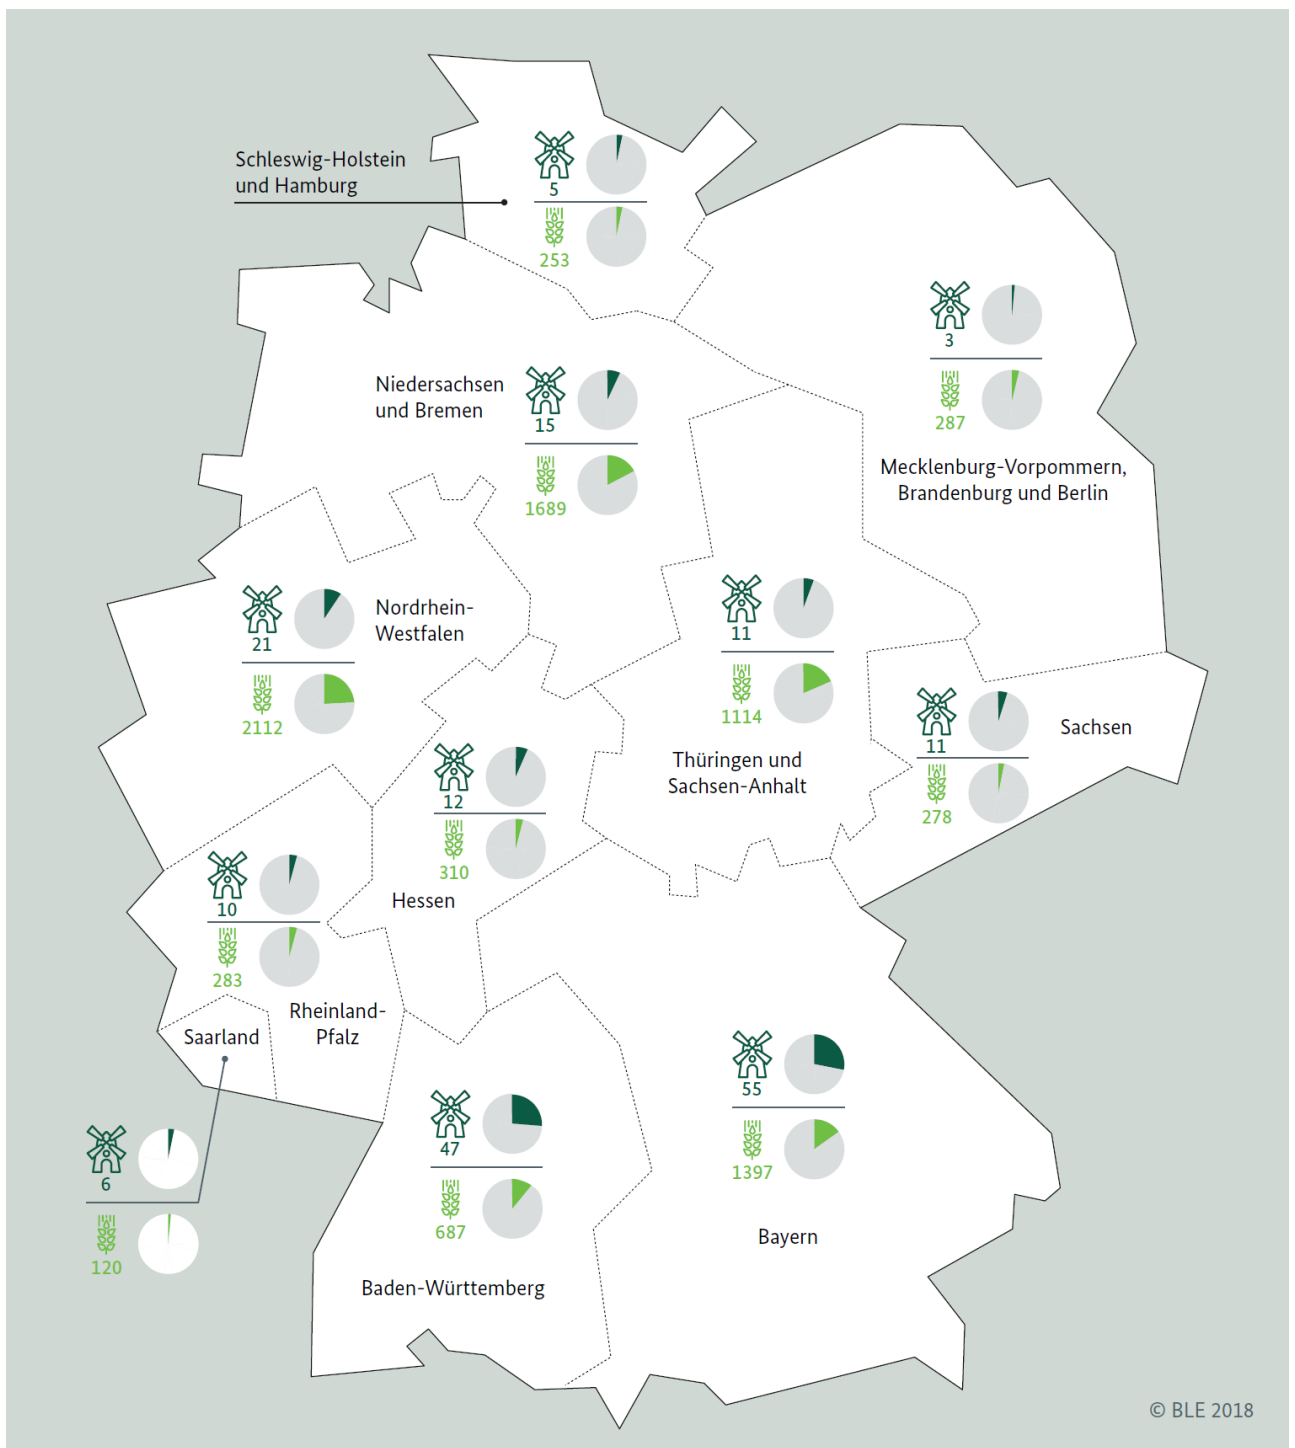 Schleswig-Holstein
und Hamburg
5
253
3
287
Mecklenburg-Vorpommern,
Brandenburg und Berlin
Niedersachsen
und Bremen
15
1689
Nordrhein-
Westfalen
21
2112
11
1114
Thüringen und
Sachsen-Anhalt
11
278
Sachsen
12
310
Hessen
10
283
Rheinland-
Pfalz
Saarland
6
120
47
687
Baden-Württemberg
55
1397
Bayern
© BLE 2018